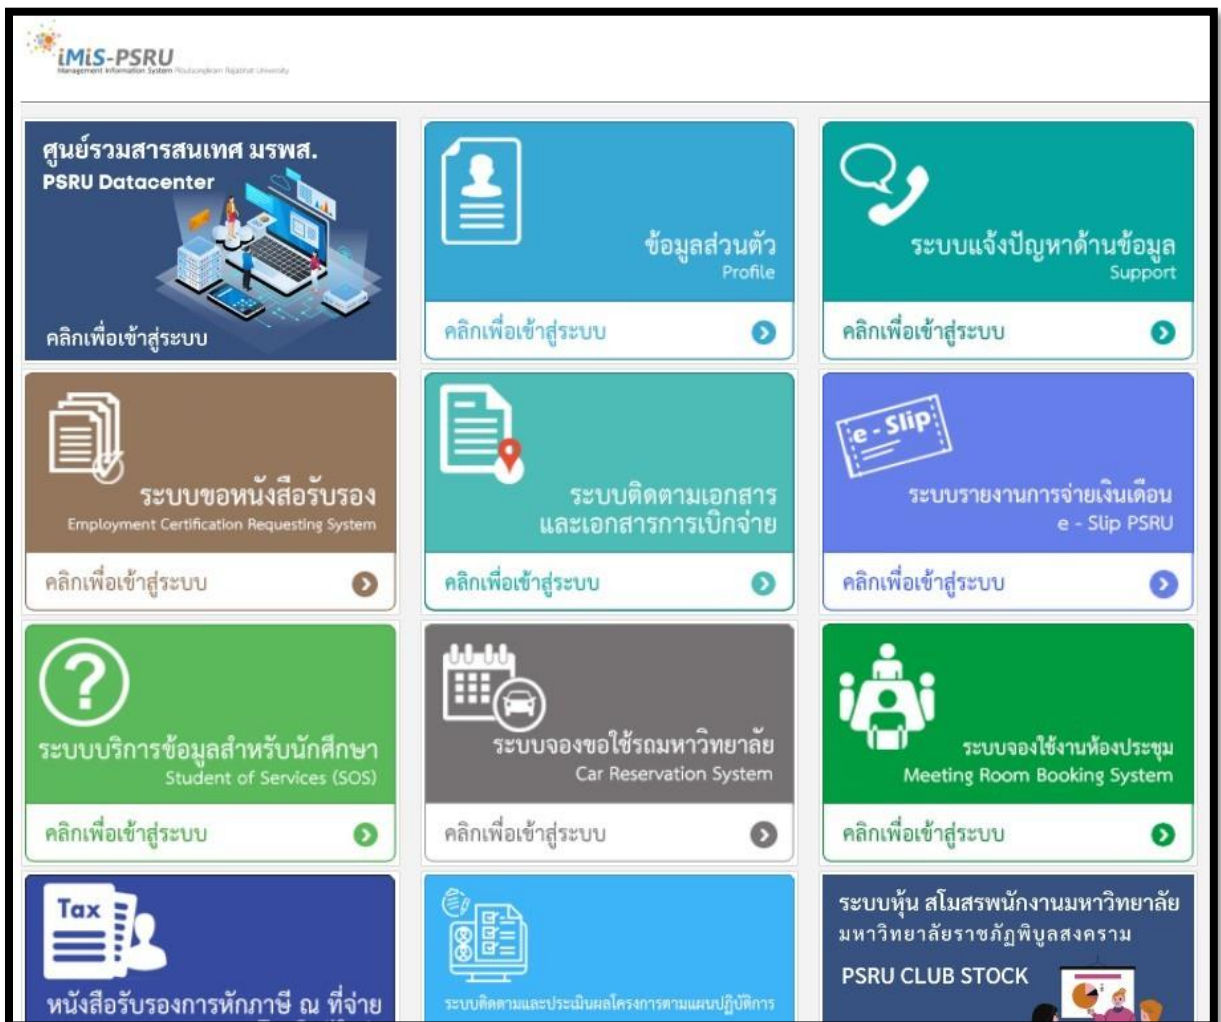 iMiS-PSRU
Management Information System Pibulsongkram Rajabhat University
ศูนย์รวมสารสนเทศ มรพส.
PSRU Datacenter
คลิกเพื่อเข้าสู่ระบบ
ข้อมูลส่วนตัว
Profile
คลิกเพื่อเข้าสู่ระบบ
ระบบแจ้งปัญหาด้านข้อมูล
Support
คลิกเพื่อเข้าสู่ระบบ
ระบบขอหนังสือรับรอง
Employment Certification Requesting System
คลิกเพื่อเข้าสู่ระบบ
ระบบติดตามเอกสาร
และเอกสารการเบิกจ่าย
คลิกเพื่อเข้าสู่ระบบ
e - Slip
ระบบรายงานการจ่ายเงินเดือน
e - Slip PSRU
คลิกเพื่อเข้าสู่ระบบ
?
ระบบบริการข้อมูลสำหรับนักศึกษา
Student of Services (SOS)
คลิกเพื่อเข้าสู่ระบบ
ระบบจองขอใช้รถมหาวิทยาลัย
Car Reservation System
คลิกเพื่อเข้าสู่ระบบ
ระบบจองใช้งานห้องประชุม
Meeting Room Booking System
คลิกเพื่อเข้าสู่ระบบ
Tax
หนังสือรับรองการหักภาษี ณ ที่จ่าย
ระบบติดตามและประเมินผลโครงการตามแผนปฏิบัติการ
ระบบหุ้น สโมสรพนักงานมหาวิทยาลัย
มหาวิทยาลัยราชภัฏพิบูลสงคราม
PSRU CLUB STOCK